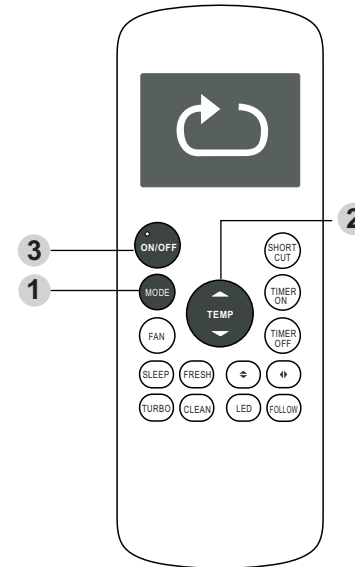 2
3
ON/OFF
SHORT
CUT
1
MODE
TEMP
TIMER
ON
FAN
TIMER
OFF
SLEEP
FRESH
TURBO
CLEAN
LED
FOLLOW